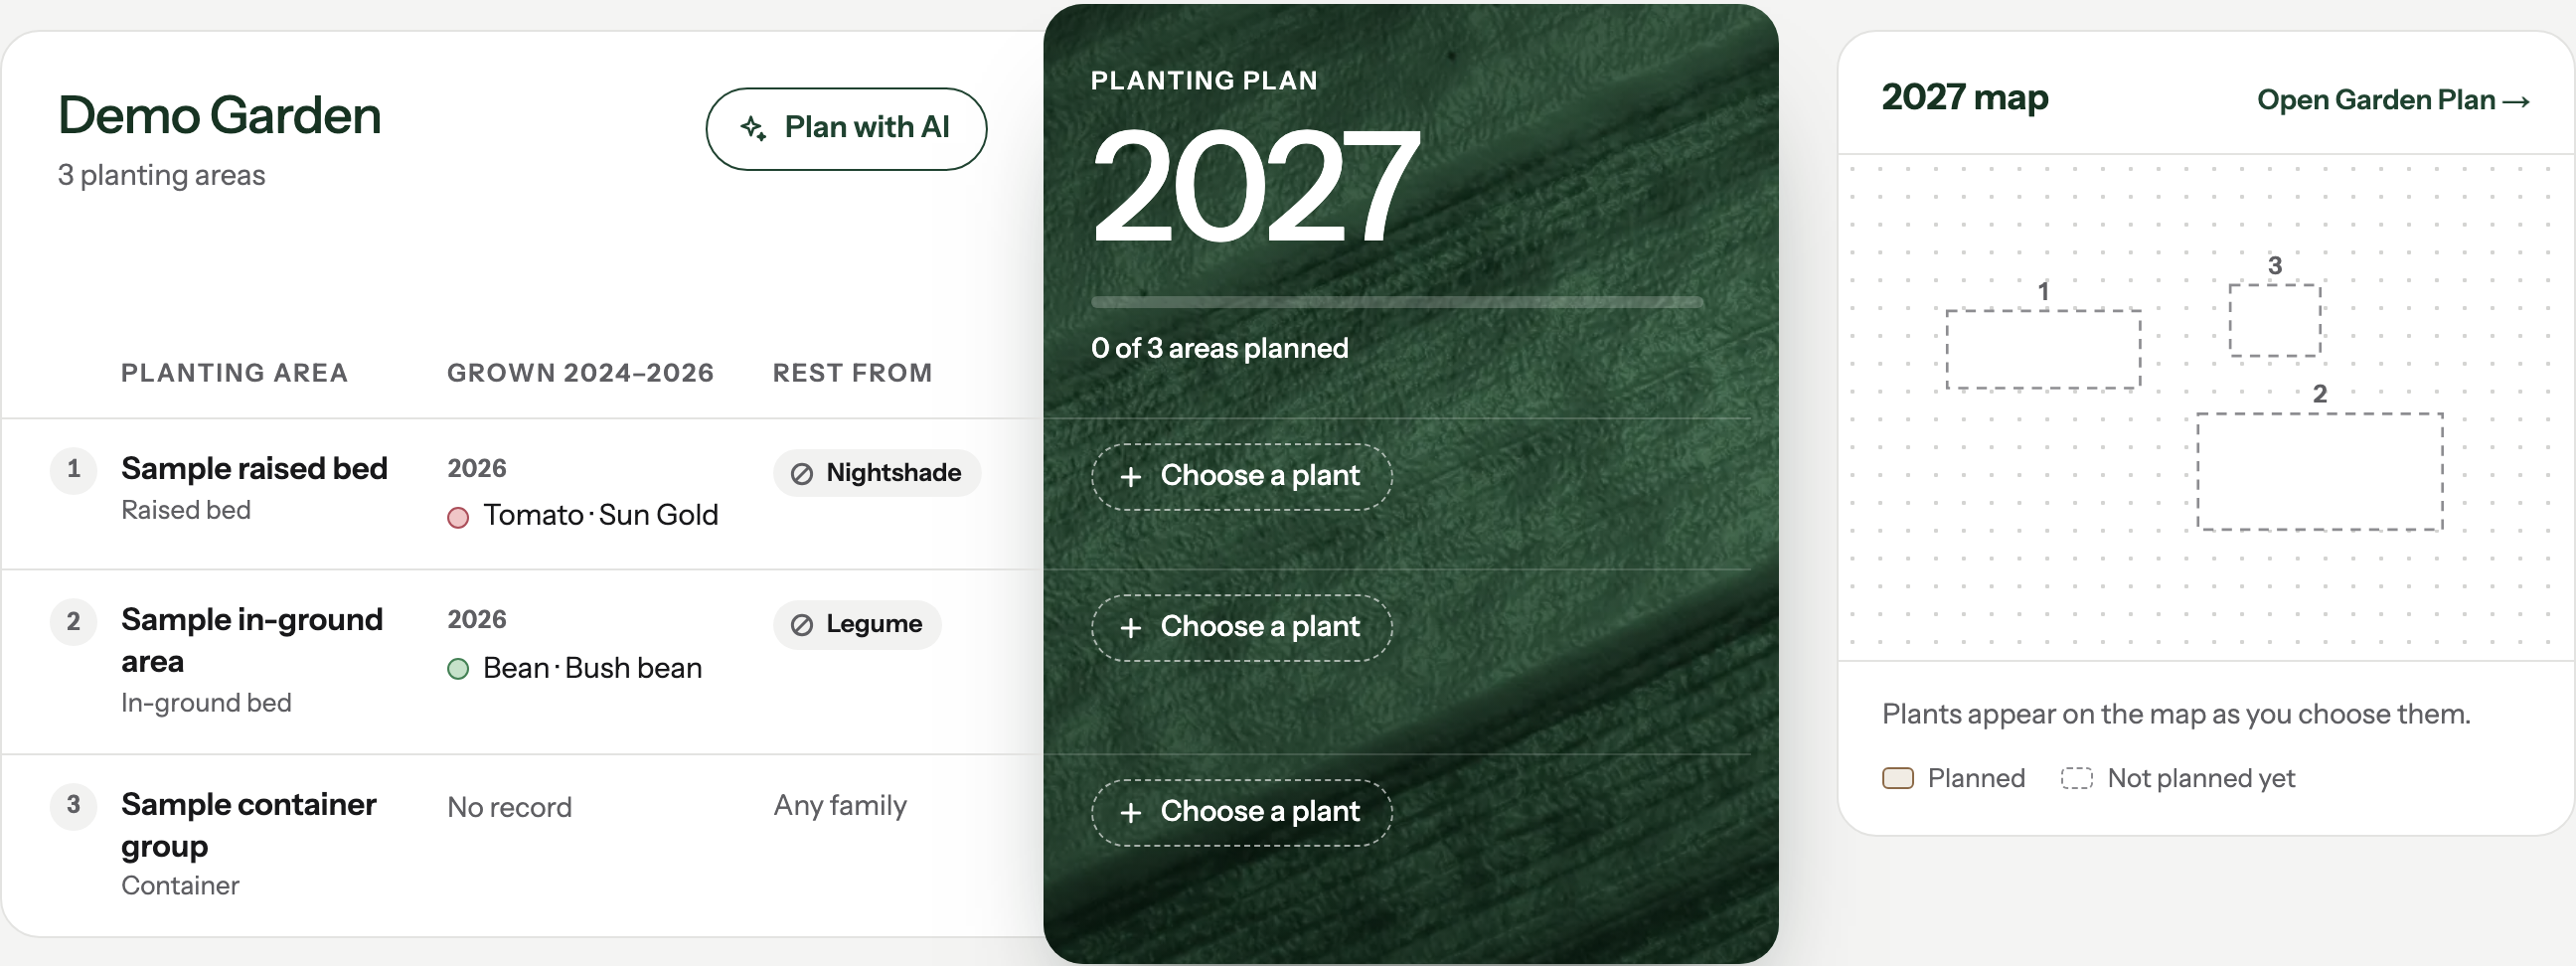 Demo Garden
3 planting areas
Plan with AI
PLANTING AREA
GROWN 2024–2026
REST FROM
1
Sample raised bed
Raised bed
2026
Tomato · Sun Gold
Nightshade
2
Sample in-ground
area
In-ground bed
2026
Bean · Bush bean
Legume
3
Sample container
group
Container
No record
Any family
PLANTING PLAN
2027
0 of 3 areas planned
+ Choose a plant
+ Choose a plant
+ Choose a plant
2027 map
Open Garden Plan →
1
3
2
Plants appear on the map as you choose them.
Planned
Not planned yet